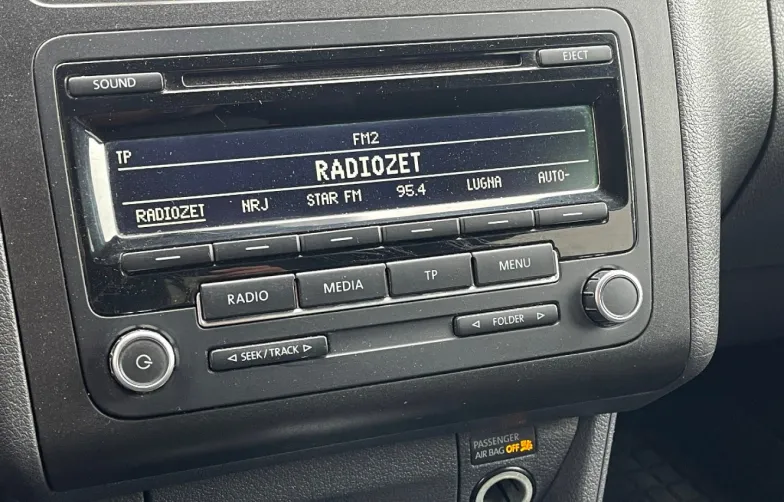 SOUND
EJECT
FM2
TP
RADIOZET
RADIOZET NRJ STAR FM 95.4 LUGNA AUTO-
RADIO MEDIA TP MENU
SEEK/TRACK
FOLDER
PASSENGER
AIR BAG OFF